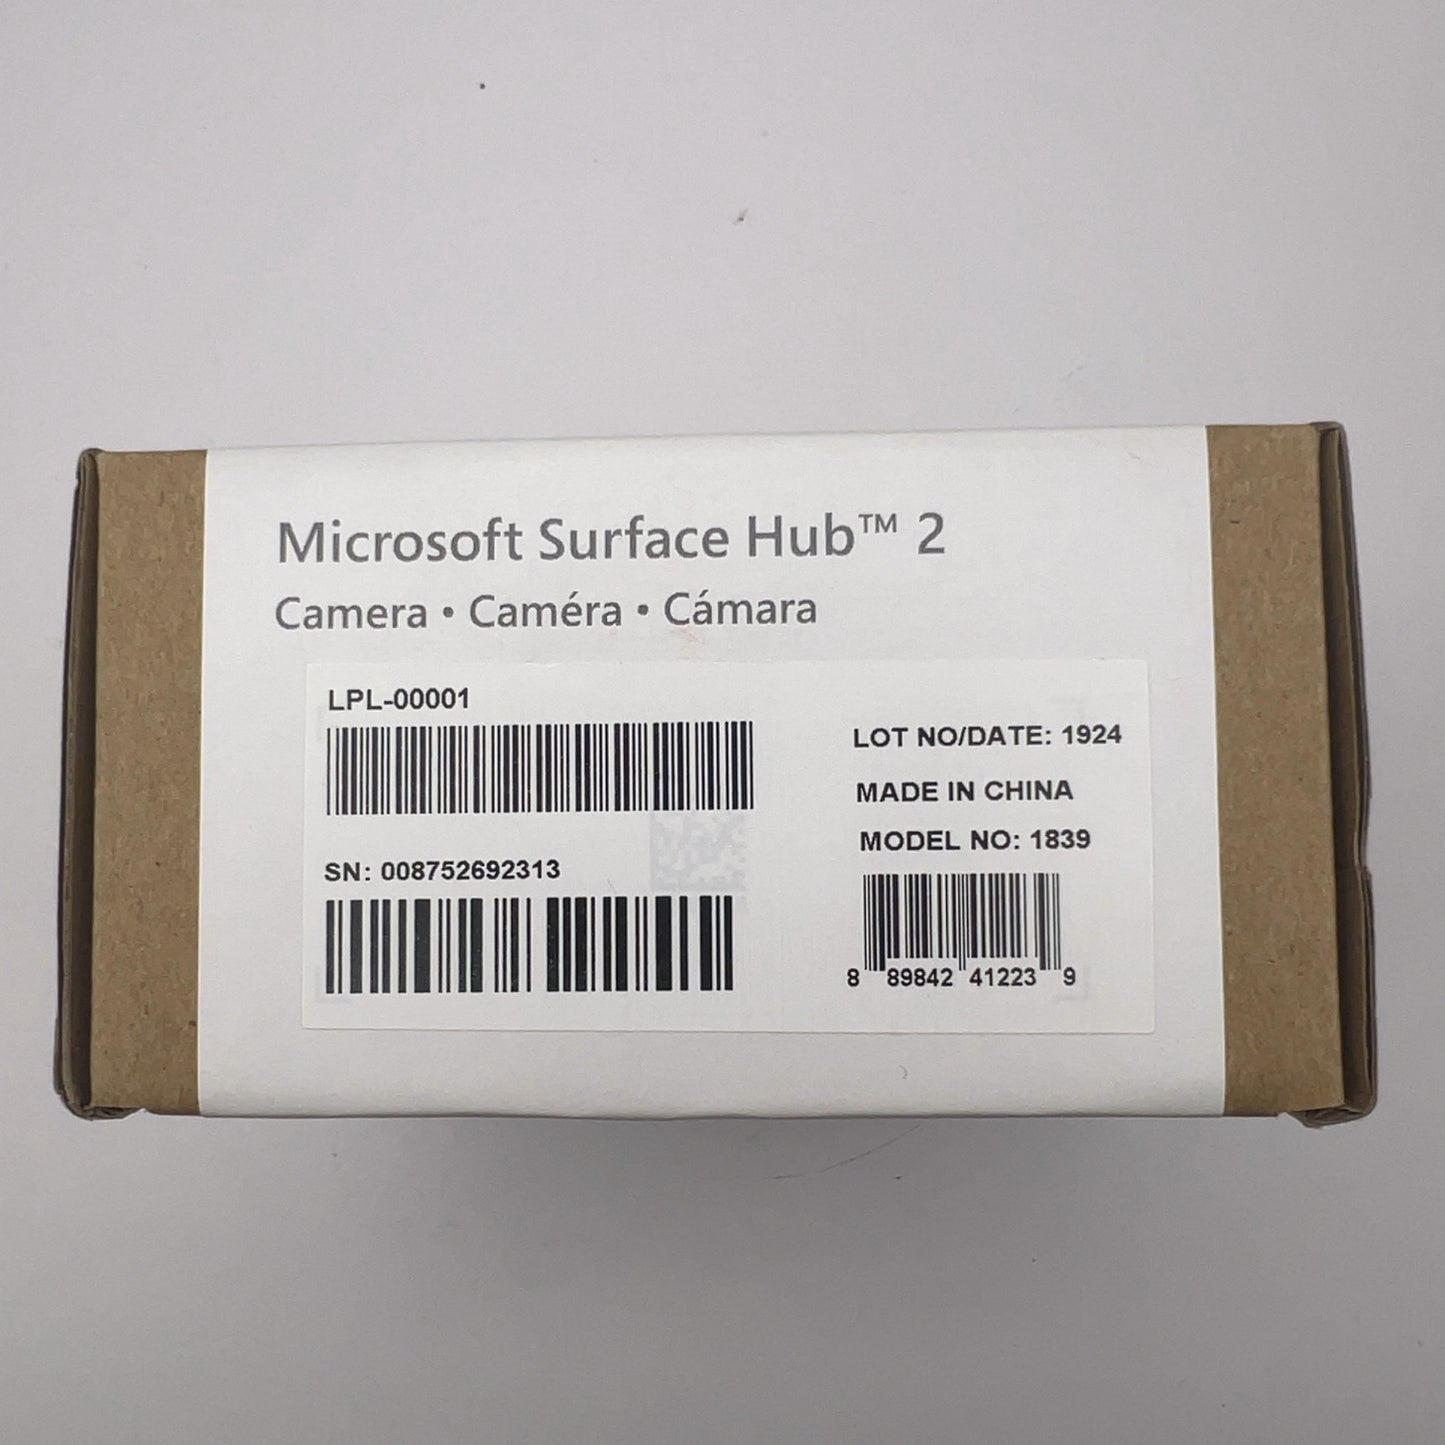 Microsoft Surface Hub™ 2
Camera • Caméra • Cámara
LPL-00001
SN: 008752692313
LOT NO/DATE: 1924
MADE IN CHINA
MODEL NO: 1839
8 89842 41223 9